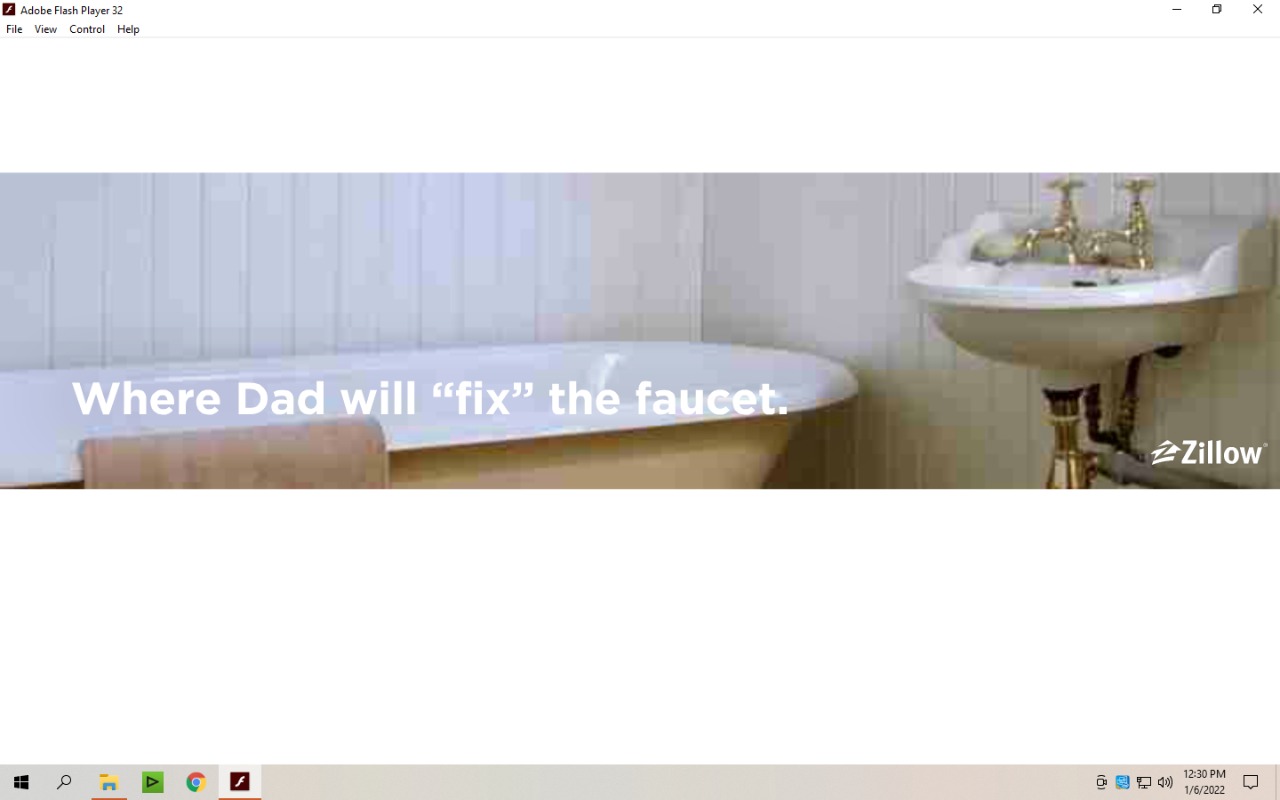 Adobe Flash Player 32
File View Control Help
Where Dad will “fix” the faucet.
Zillow®
12:30 PM
1/6/2022